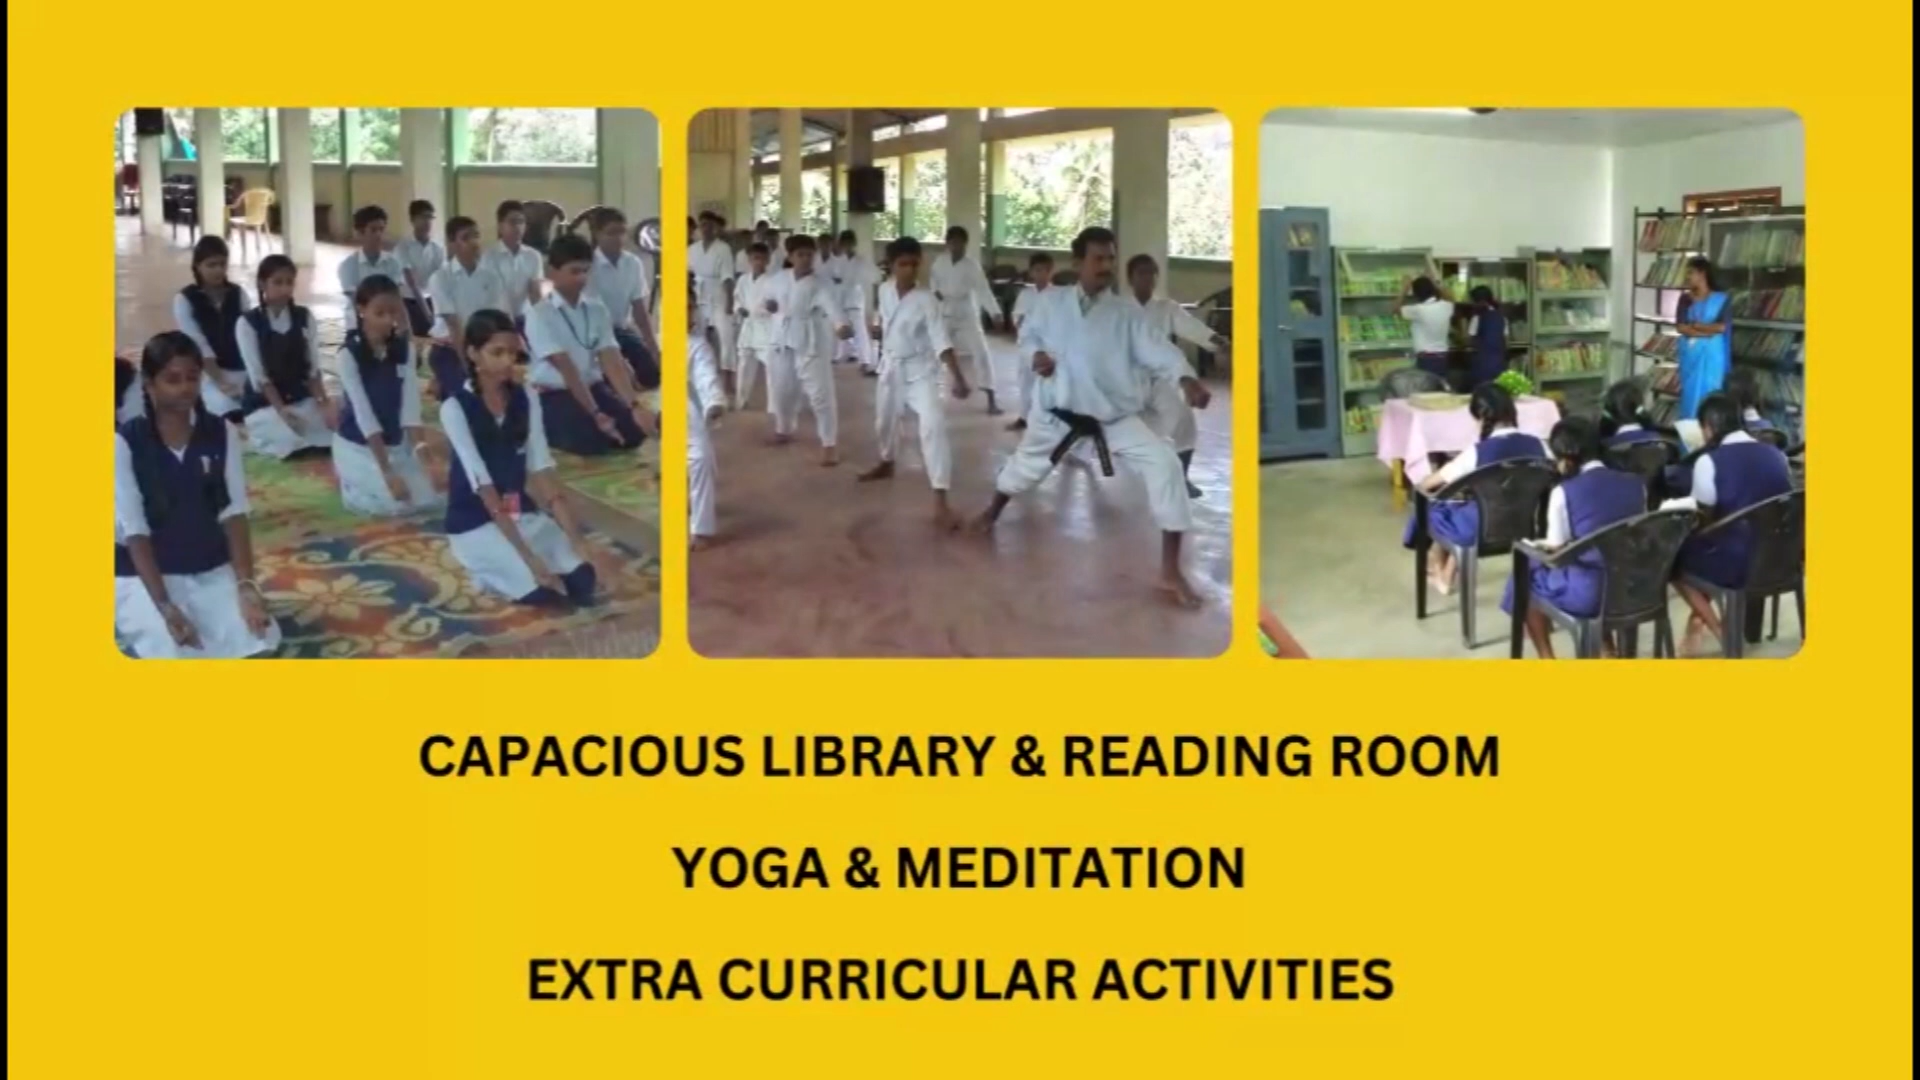 CAPACIOUS LIBRARY & READING ROOM
YOGA & MEDITATION
EXTRA CURRICULAR ACTIVITIES